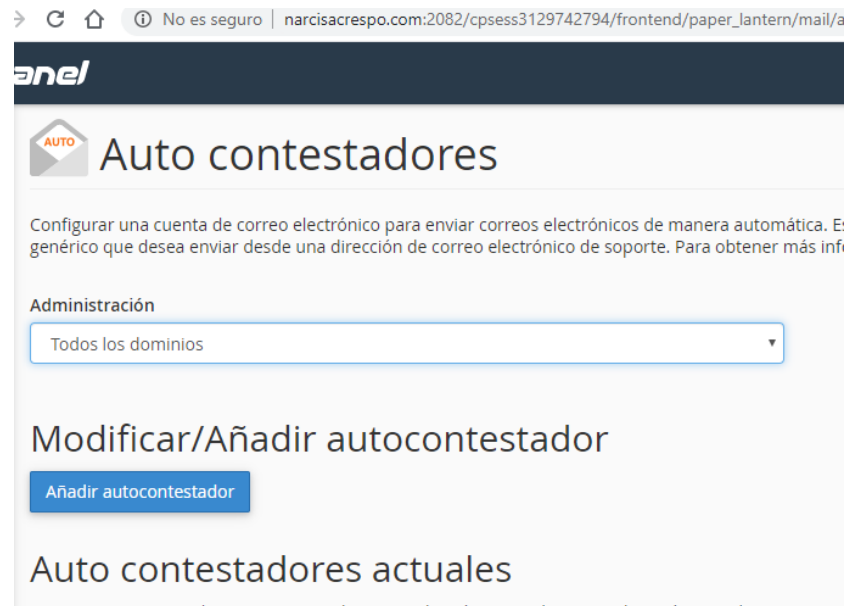 No es seguro | narcisacrespo.com:2082/cpsess3129742794/frontend/paper_lantern/mail/a
anel
AUTO
Auto contestadores
Configurar una cuenta de correo electrónico para enviar correos electrónicos de manera automática. Es
genérico que desea enviar desde una dirección de correo electrónico de soporte. Para obtener más info
Administración
Todos los dominios
Modificar/Añadir autocontestador
Añadir autocontestador
Auto contestadores actuales